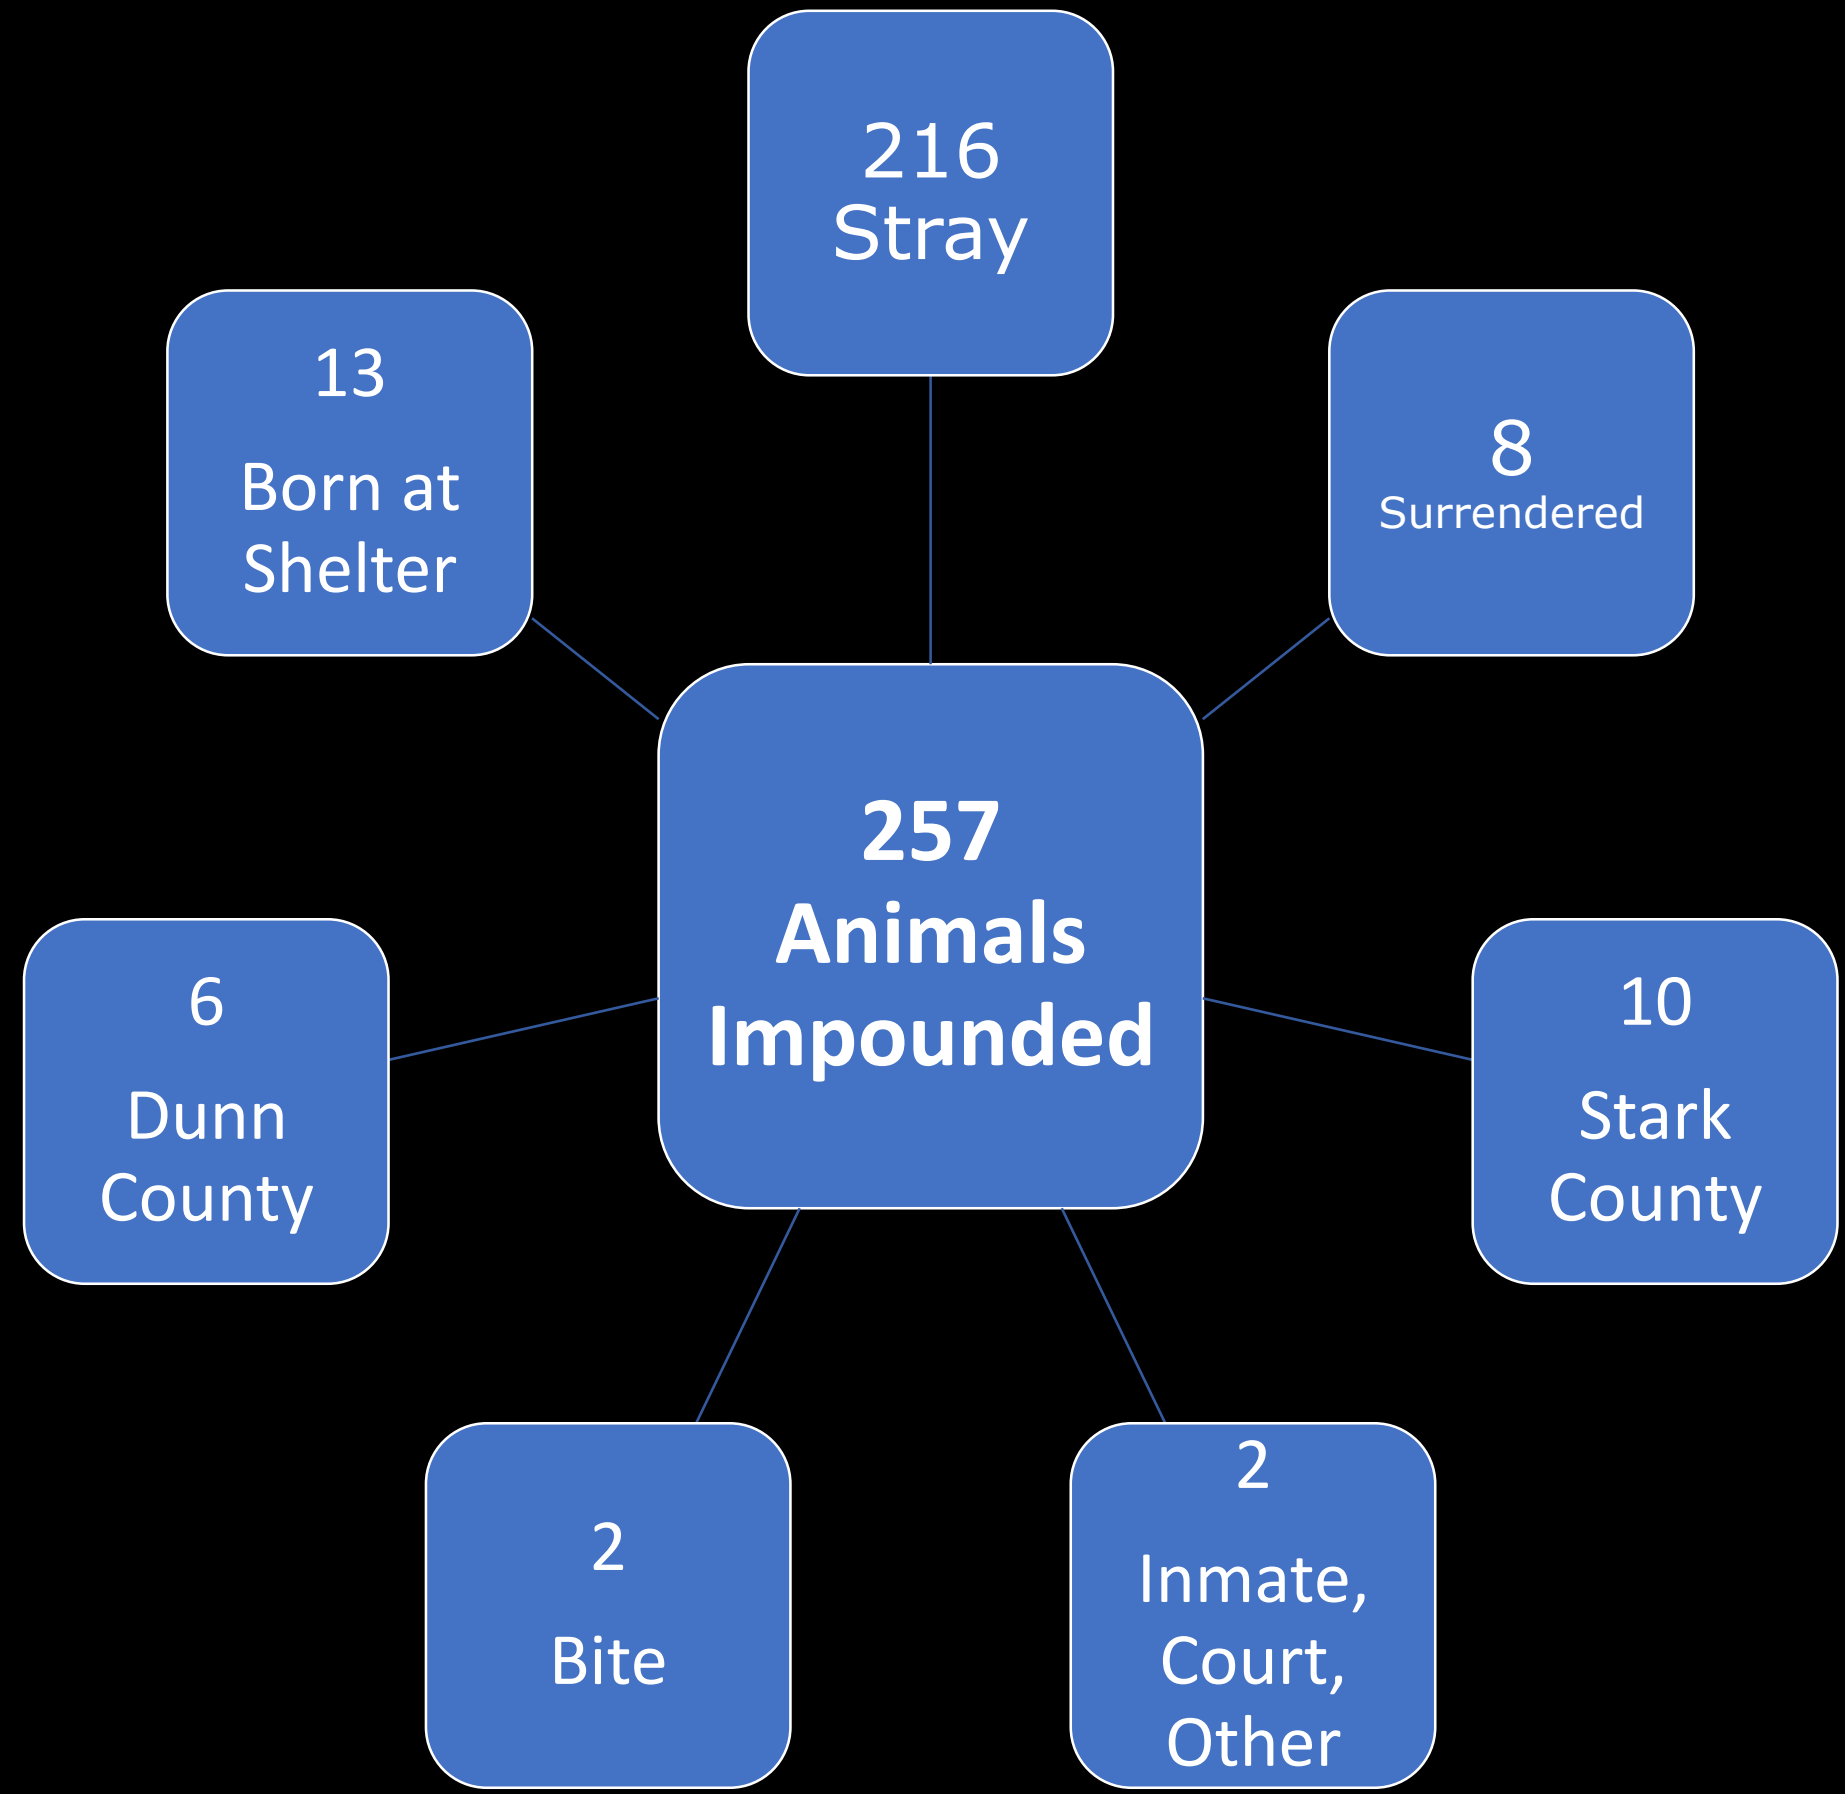 216
Stray
8
Surrendered
10
Stark
County
2
Inmate,
Court,
Other
2
Bite
6
Dunn
County
13
Born at
Shelter
257
Animals
Impounded